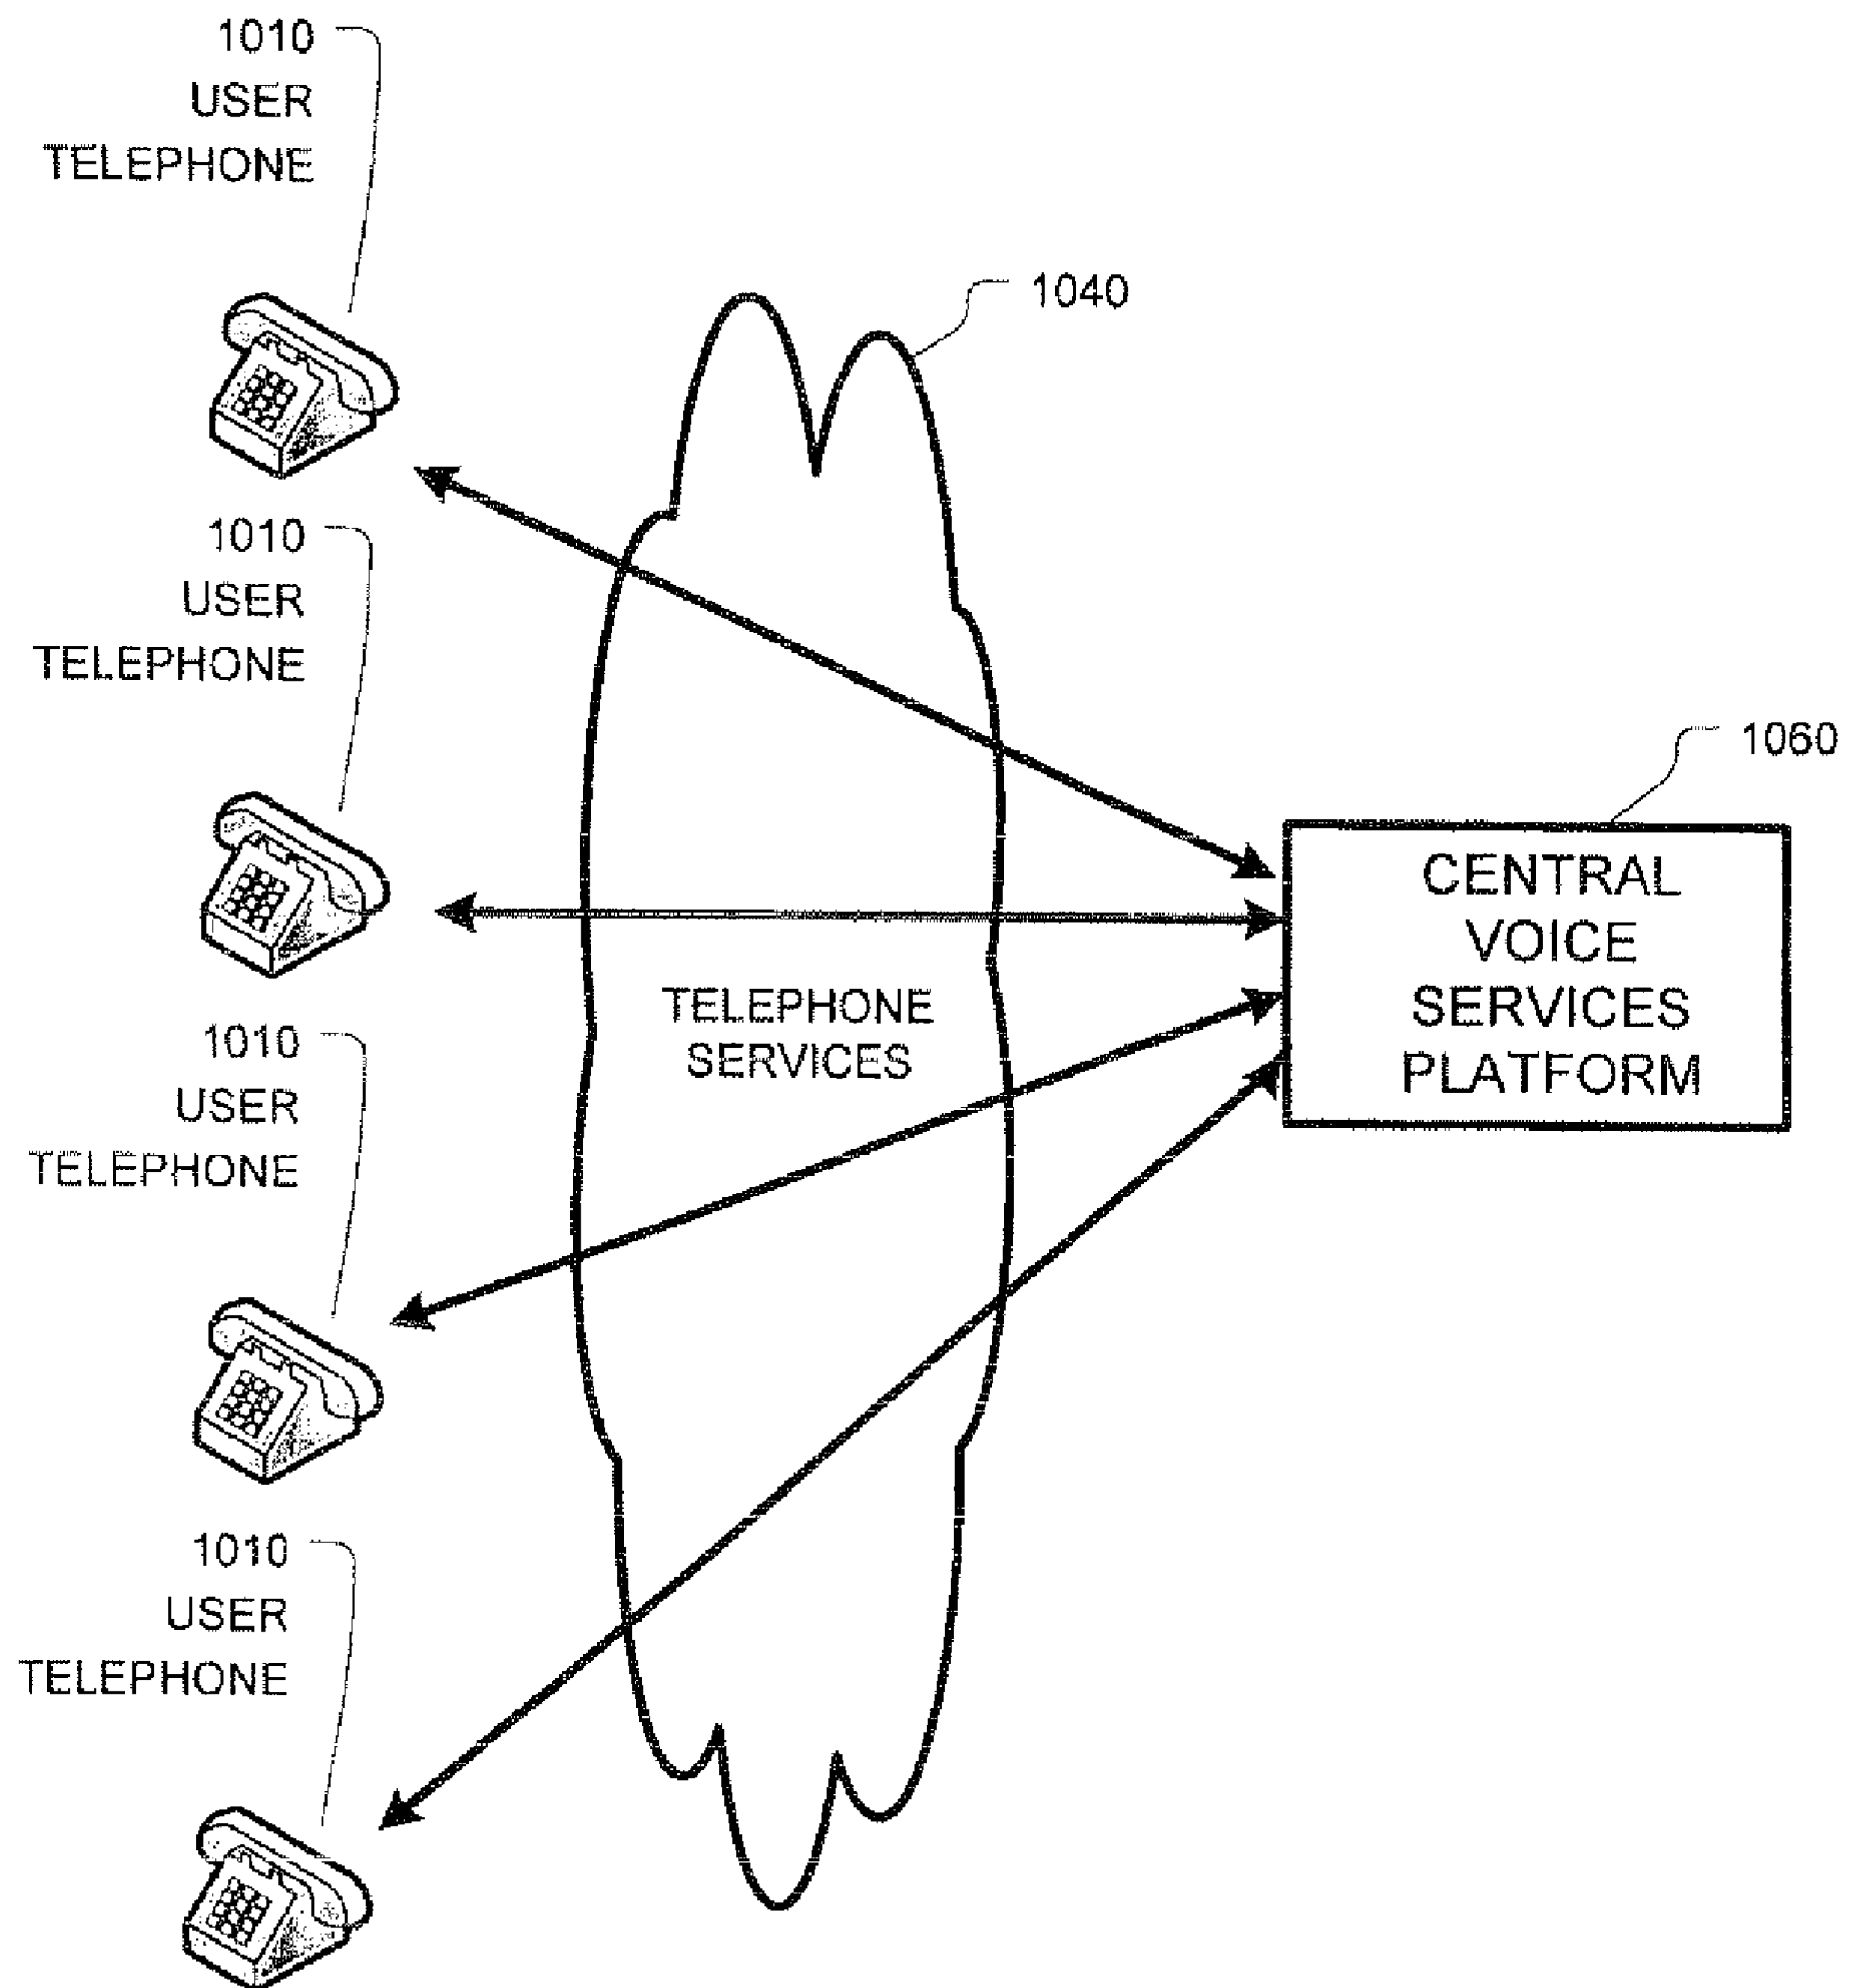 1010
USER
TELEPHONE
1040
1010
USER
TELEPHONE
1060
CENTRAL
VOICE
SERVICES
PLATFORM
TELEPHONE
SERVICES
1010
USER
TELEPHONE
1010
USER
TELEPHONE